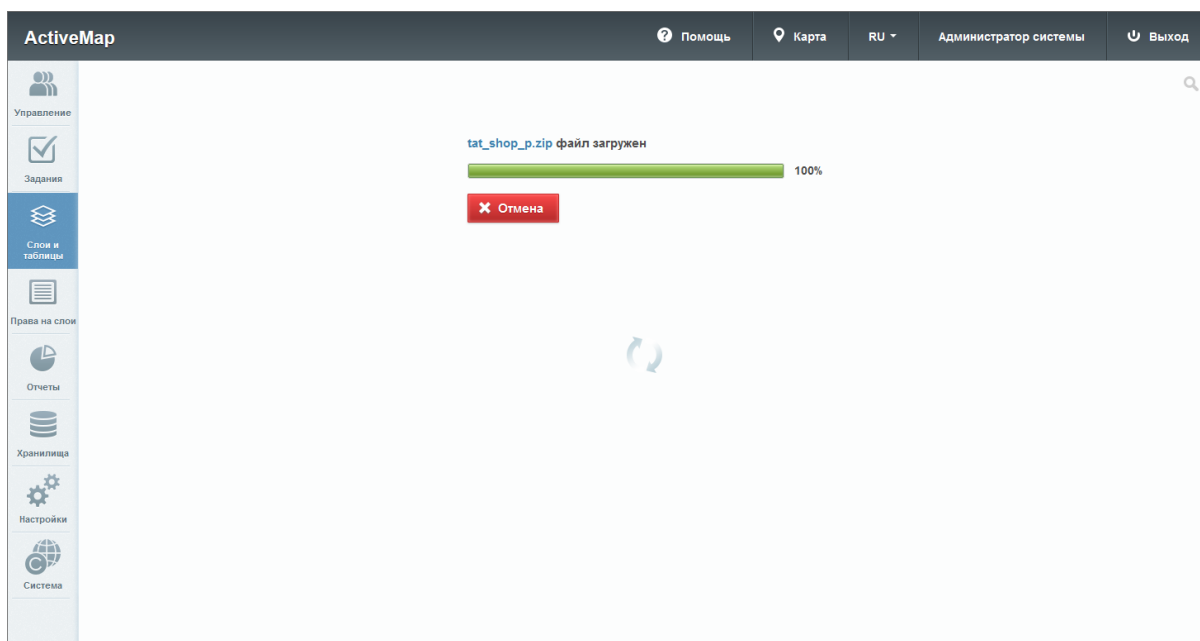 ActiveMap
Помощь
Карта
RU
Администратор системы
Выход
Управление
Задания
Слои и
таблицы
Права на слои
Отчеты
Хранилища
Настройки
Система
tat_shop_p.zip файл загружен
100%
Отмена